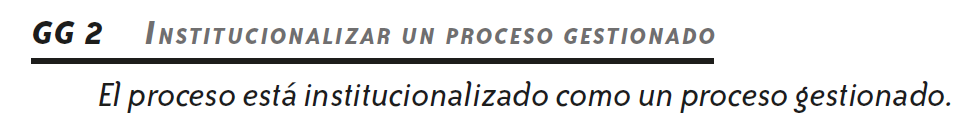 GG 2 Institucionalizar un proceso gestionado
El proceso está institucionalizado como un proceso gestionado.